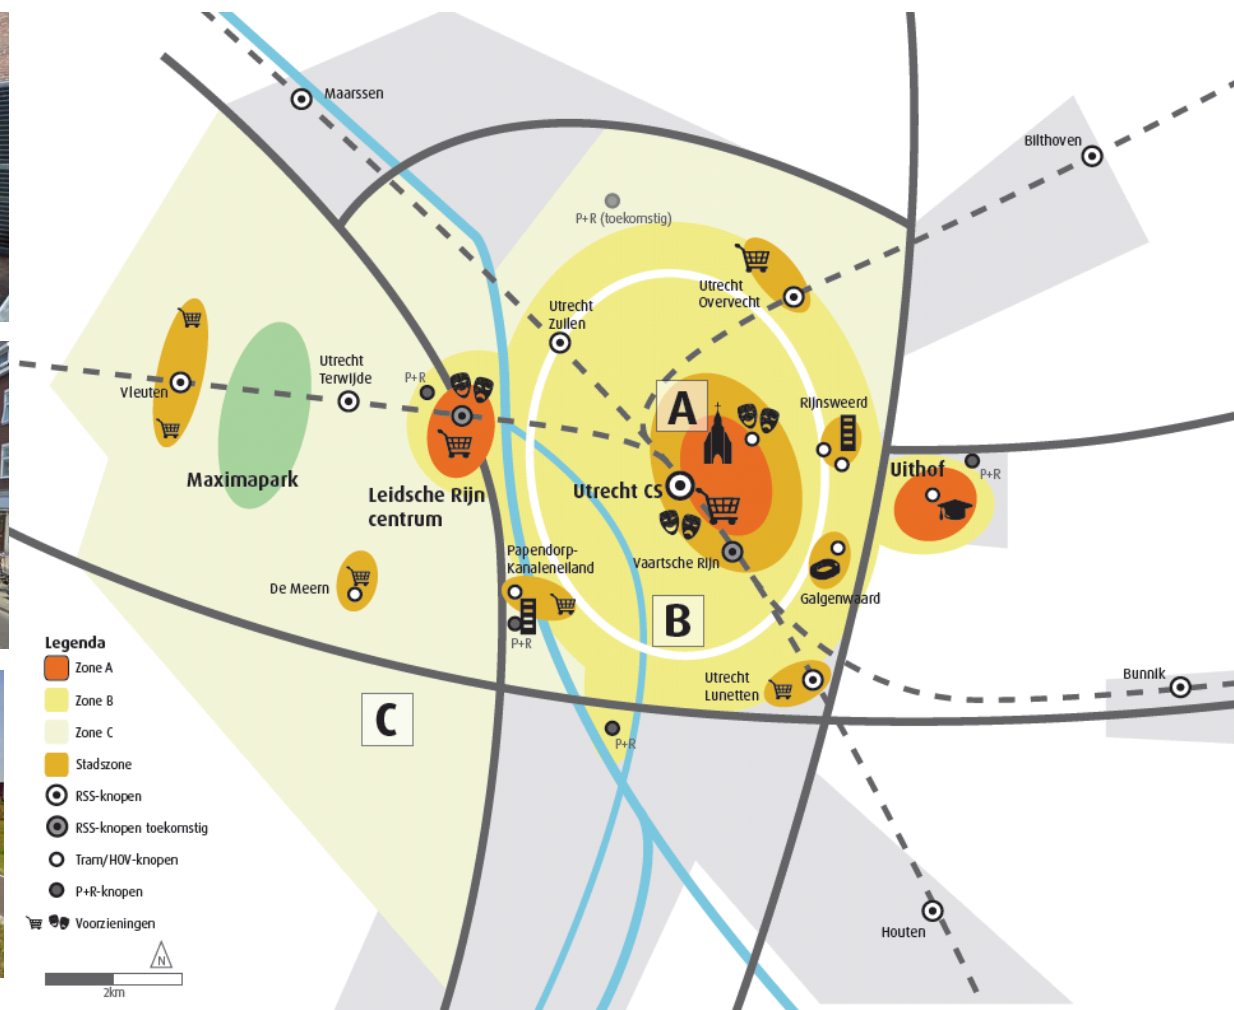 Maarssen
Bilthoven
P+R (toekomstig)
Utrecht
Overvecht
Utrecht
Zuilen
Utrecht
Terwijde
P+R
Vleuten
A
Rijnsweerd
Maximapark
Leidsche Rijn
centrum
Utrecht CS
Uithof
P+R
Papendorp-
Kanaleneiland
Vaartsche Rijn
De Meern
Galgenwaard
B
P+R
Utrecht
Lunetten
Bunnik
C
P+R
Houten
Legenda
Zone A
Zone B
Zone C
Stadszone
RSS-knopen
RSS-knopen toekomstig
Tram/HOV-knopen
P+R-knopen
Voorzieningen
N
2km